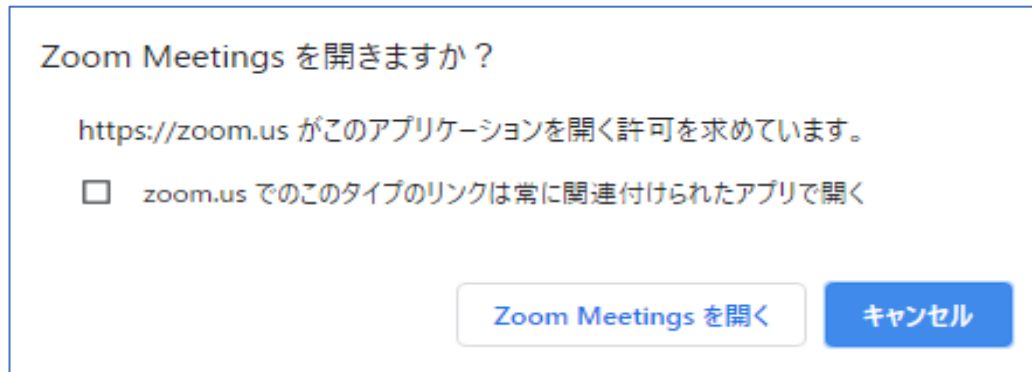 Zoom Meetings を開きますか？
https://zoom.us がこのアプリケーションを開く許可を求めています。
zoom.us でのこのタイプのリンクは常に関連付けられたアプリで開く
Zoom Meetings を開く キャンセル